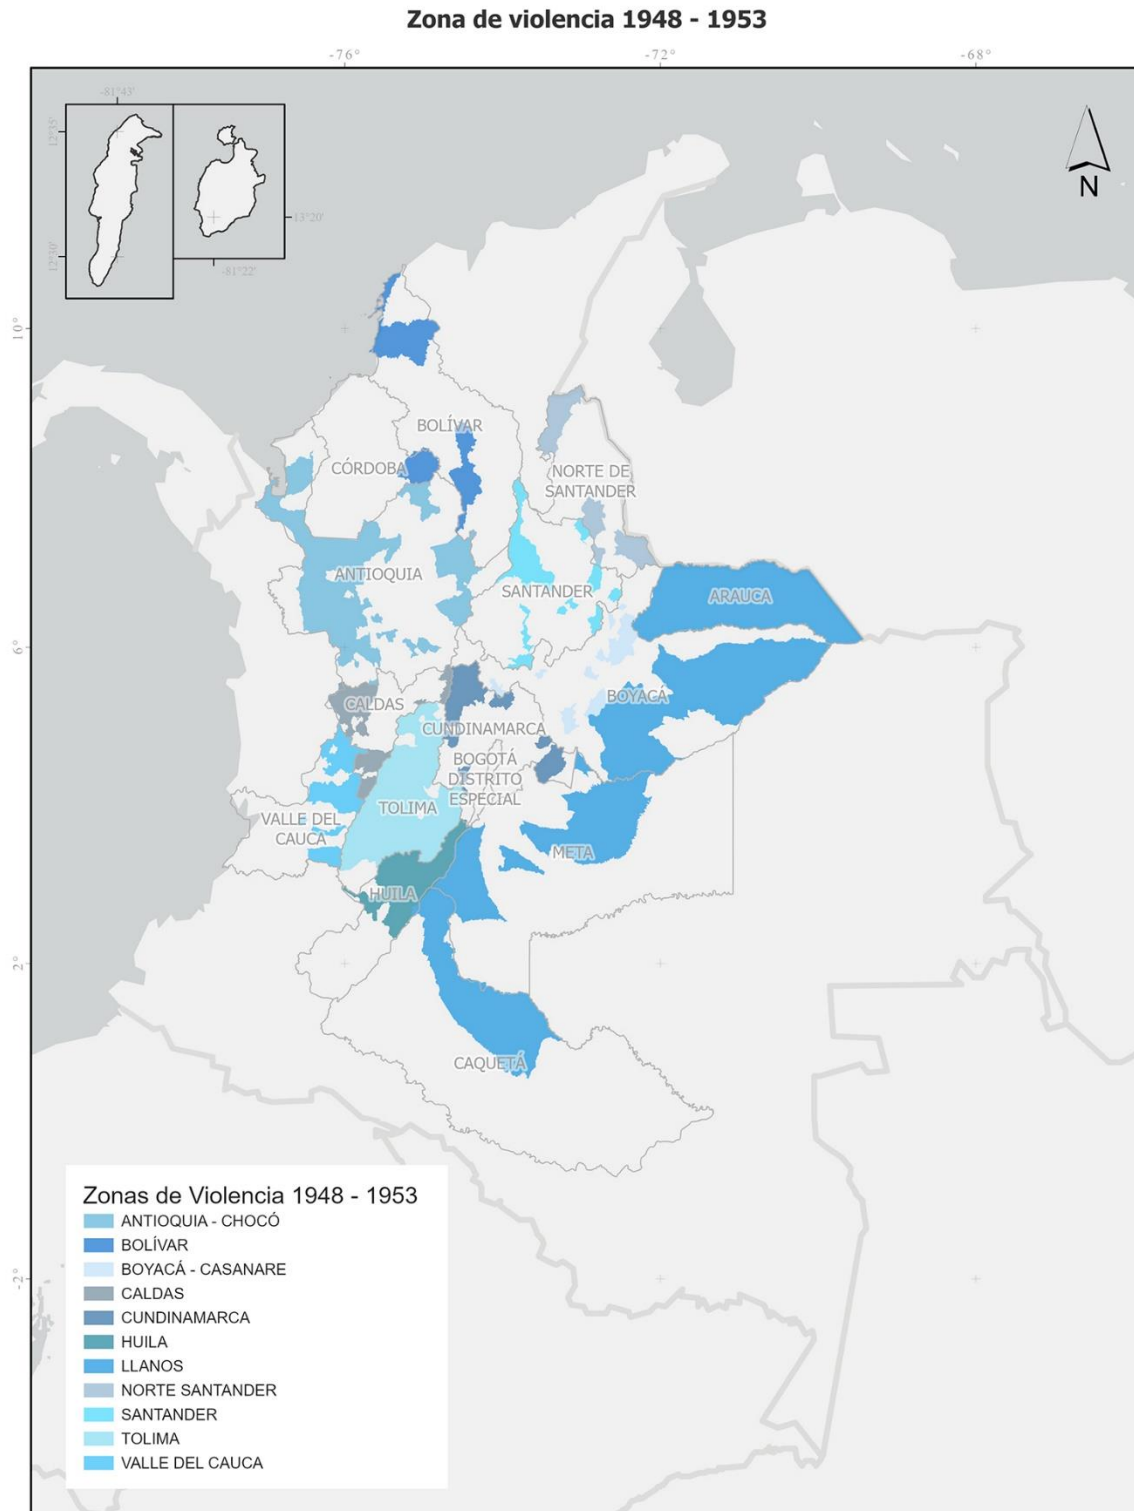 Zona de violencia 1948 - 1953
-76°
-72°
-68°
-81°43'
12°35'
12°30'
13°20'
-81°22'
N
10°
6°
2°
-2°
BOLÍVAR
CÓRDOBA
NORTE DE
SANTANDER
ANTIOQUIA
SANTANDER
ARAUCA
BOYACÁ
CALDAS
CUNDINAMARCA
BOGOTÁ
DISTRITO
ESPECIAL
TOLIMA
VALLE DEL
CAUCA
META
HUILA
CAQUETÁ
Zonas de Violencia 1948 - 1953
ANTIOQUIA - CHOCÓ
BOLÍVAR
BOYACÁ - CASANARE
CALDAS
CUNDINAMARCA
HUILA
LLANOS
NORTE SANTANDER
SANTANDER
TOLIMA
VALLE DEL CAUCA